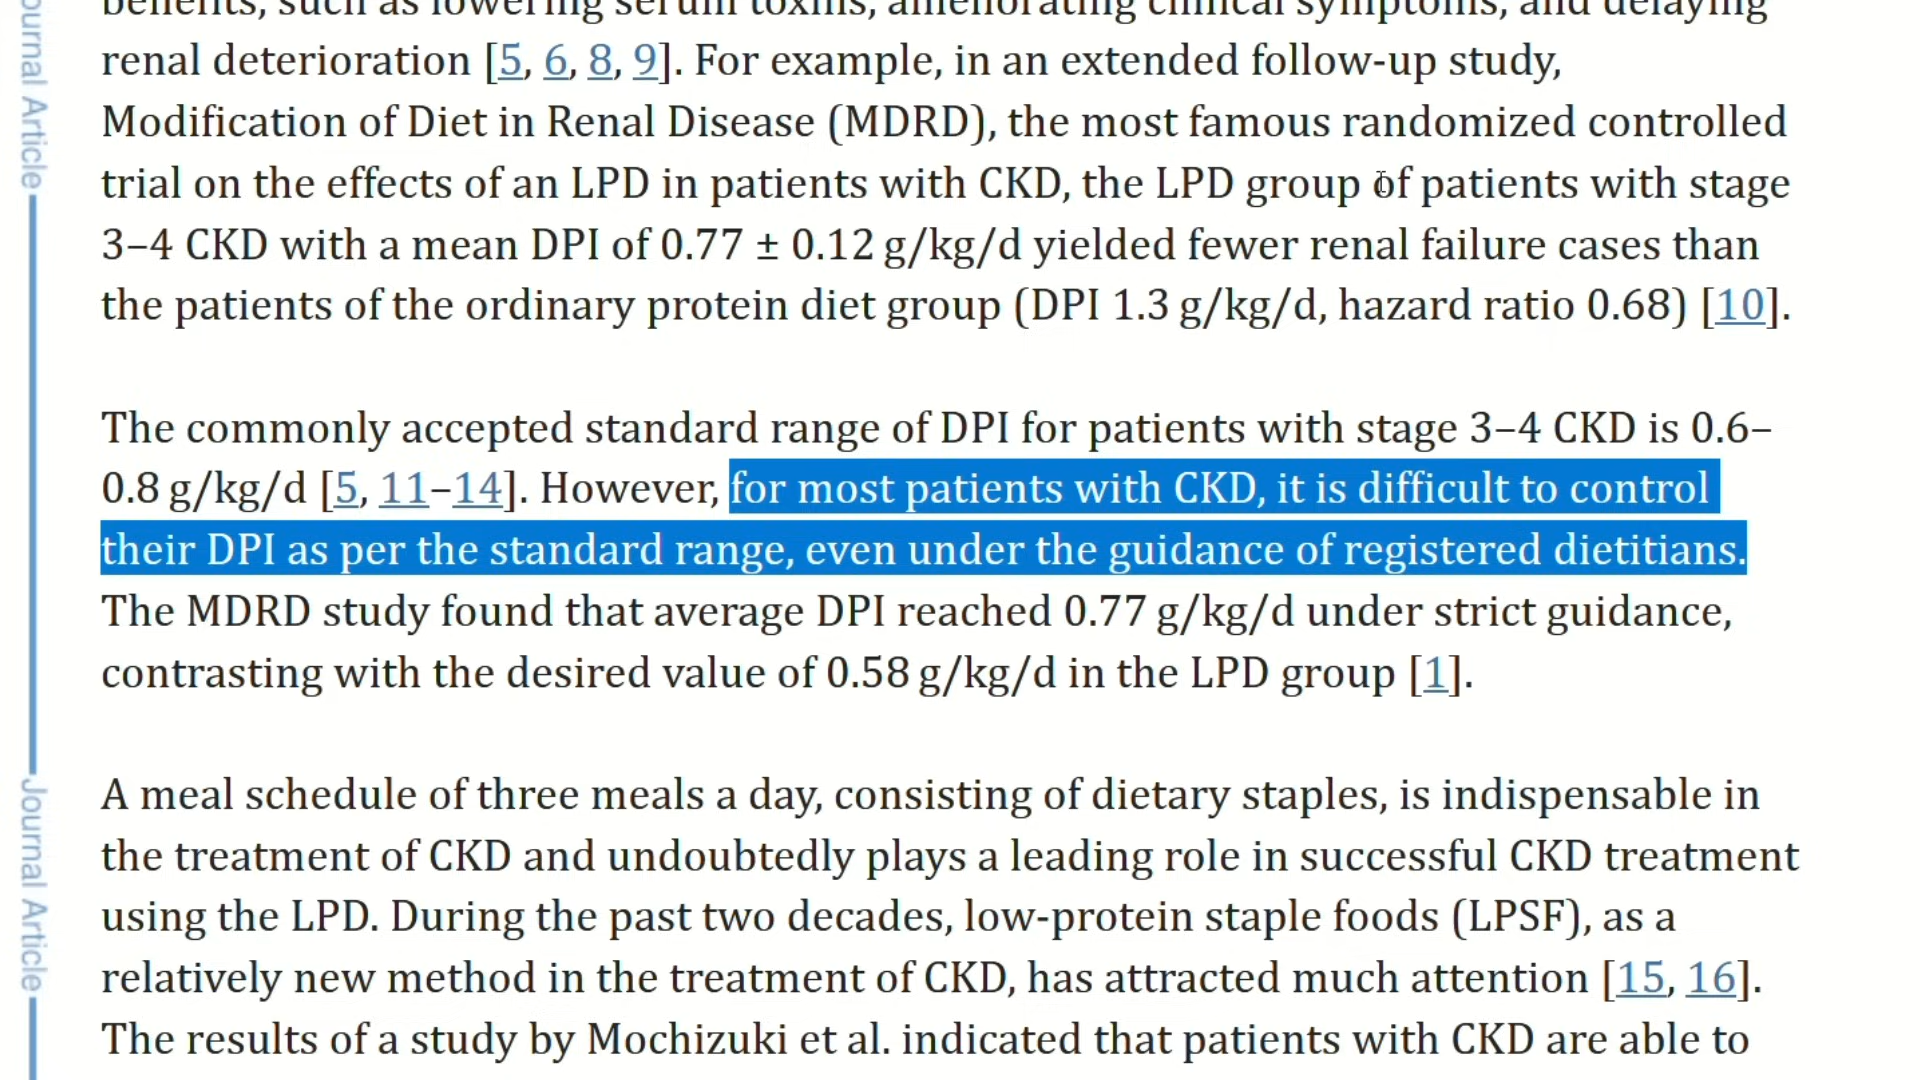 benefits, such as lowering serum toxins, ameliorating clinical symptoms, and delaying
renal deterioration [5, 6, 8, 9]. For example, in an extended follow-up study,
Modification of Diet in Renal Disease (MDRD), the most famous randomized controlled
trial on the effects of an LPD in patients with CKD, the LPD group of patients with stage
3–4 CKD with a mean DPI of 0.77 ± 0.12 g/kg/d yielded fewer renal failure cases than
the patients of the ordinary protein diet group (DPI 1.3 g/kg/d, hazard ratio 0.68) [10].
The commonly accepted standard range of DPI for patients with stage 3–4 CKD is 0.6–
0.8 g/kg/d [5, 11–14]. However, for most patients with CKD, it is difficult to control
their DPI as per the standard range, even under the guidance of registered dietitians.
The MDRD study found that average DPI reached 0.77 g/kg/d under strict guidance,
contrasting with the desired value of 0.58 g/kg/d in the LPD group [1].
A meal schedule of three meals a day, consisting of dietary staples, is indispensable in
the treatment of CKD and undoubtedly plays a leading role in successful CKD treatment
using the LPD. During the past two decades, low-protein staple foods (LPSF), as a
relatively new method in the treatment of CKD, has attracted much attention [15, 16].
The results of a study by Mochizuki et al. indicated that patients with CKD are able to
Journal Article
Journal Article